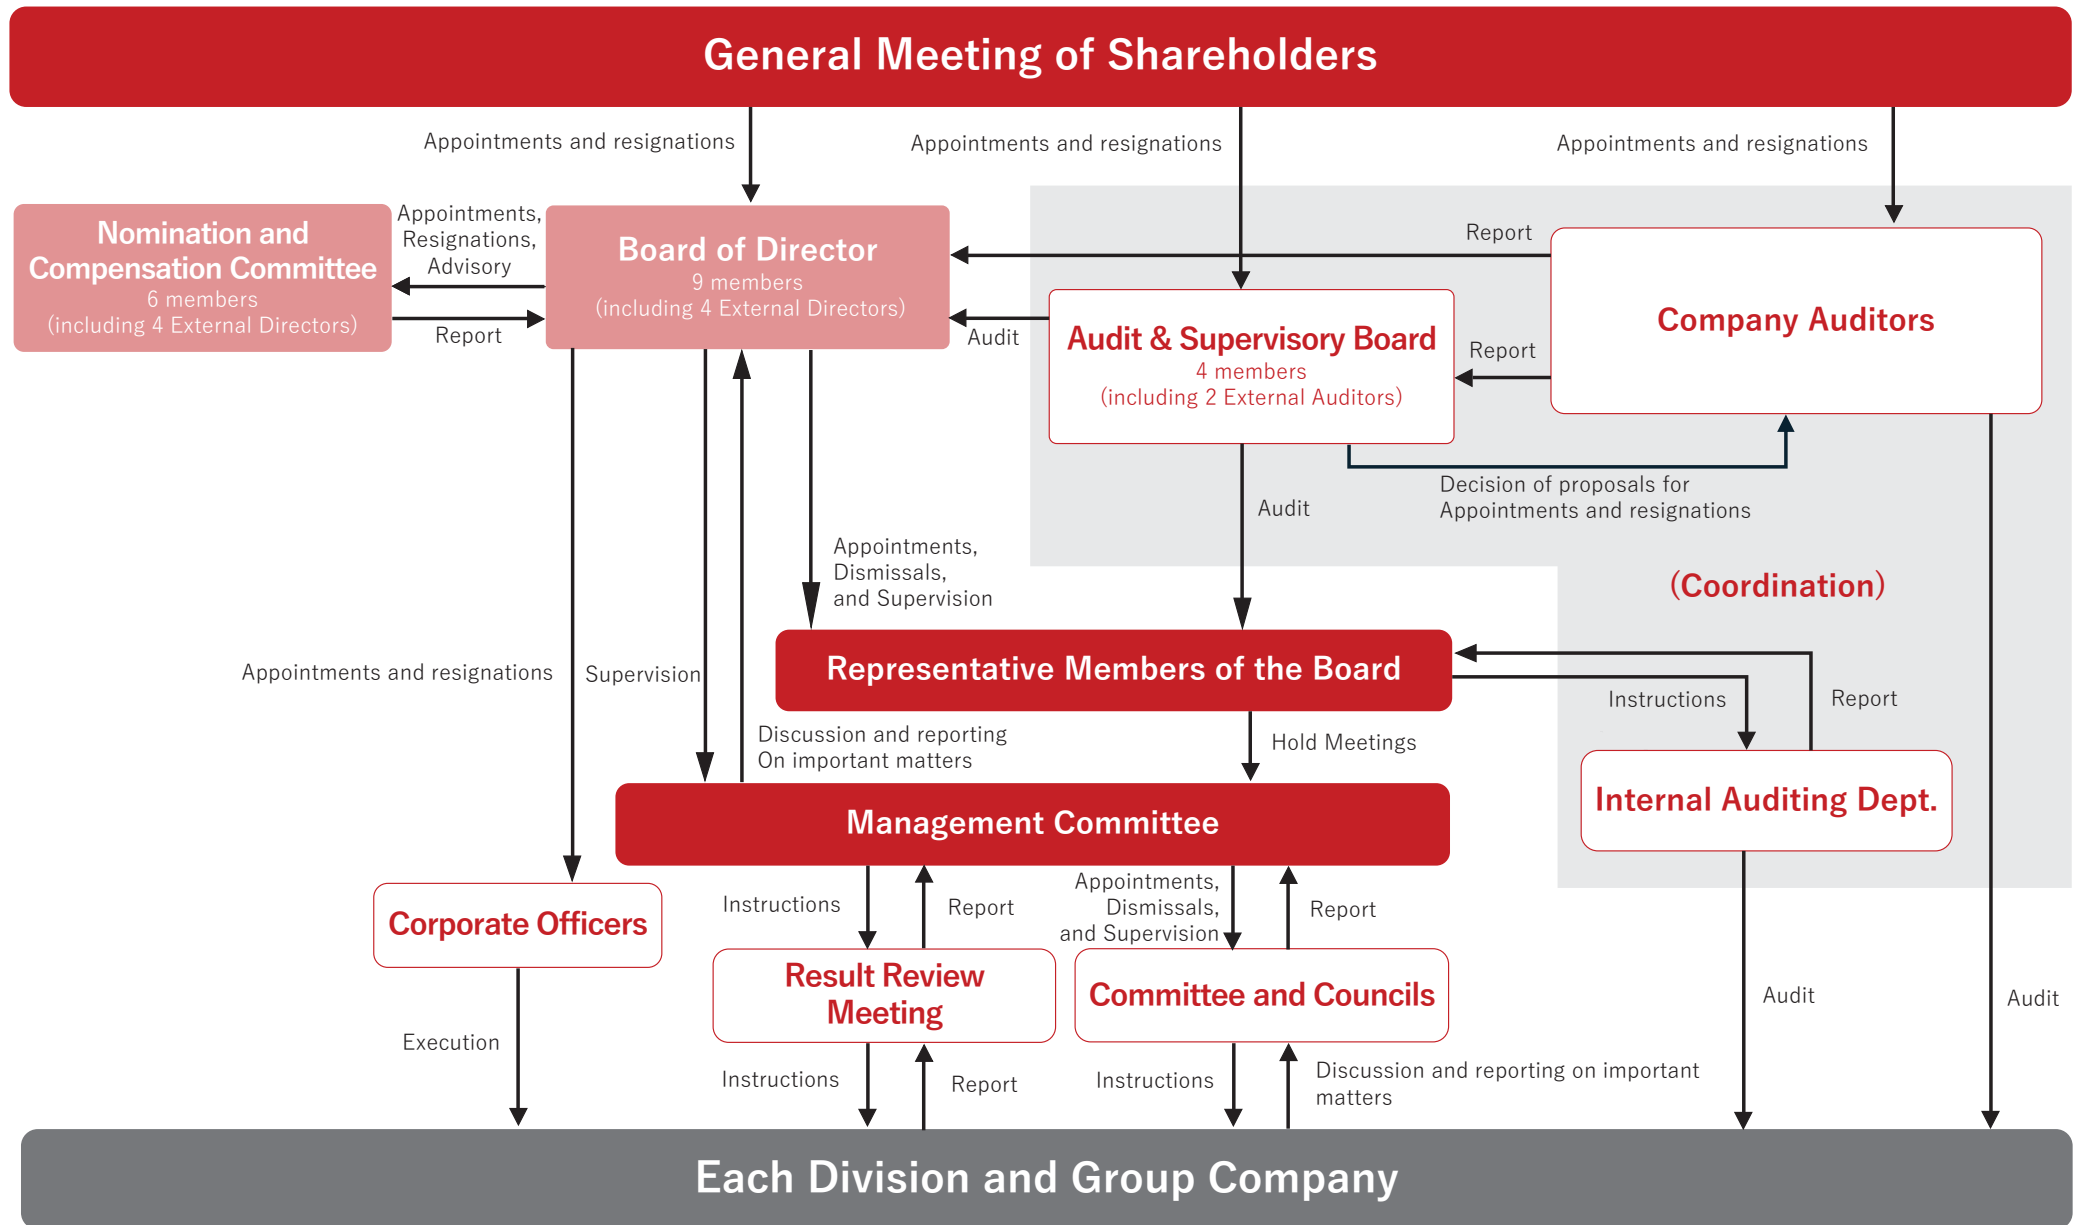 General Meeting of Shareholders
Appointments and resignations
Appointments and resignations
Appointments and resignations
Nomination and
Compensation Committee
6 members
(including 4 External Directors)
Appointments,
Resignations,
Advisory
Report
Board of Director
9 members
(including 4 External Directors)
Report
Audit
Audit & Supervisory Board
4 members
(including 2 External Auditors)
Report
Company Auditors
Decision of proposals for
Appointments and resignations
Audit
Appointments,
Dismissals,
and Supervision
(Coordination)
Appointments and resignations
Supervision
Representative Members of the Board
Instructions
Report
Discussion and reporting
On important matters
Hold Meetings
Internal Auditing Dept.
Management Committee
Corporate Officers
Instructions
Report
Appointments,
Dismissals,
and Supervision
Report
Result Review
Meeting
Committee and Councils
Audit
Audit
Execution
Instructions
Report
Instructions
Discussion and reporting on important
matters
Each Division and Group Company